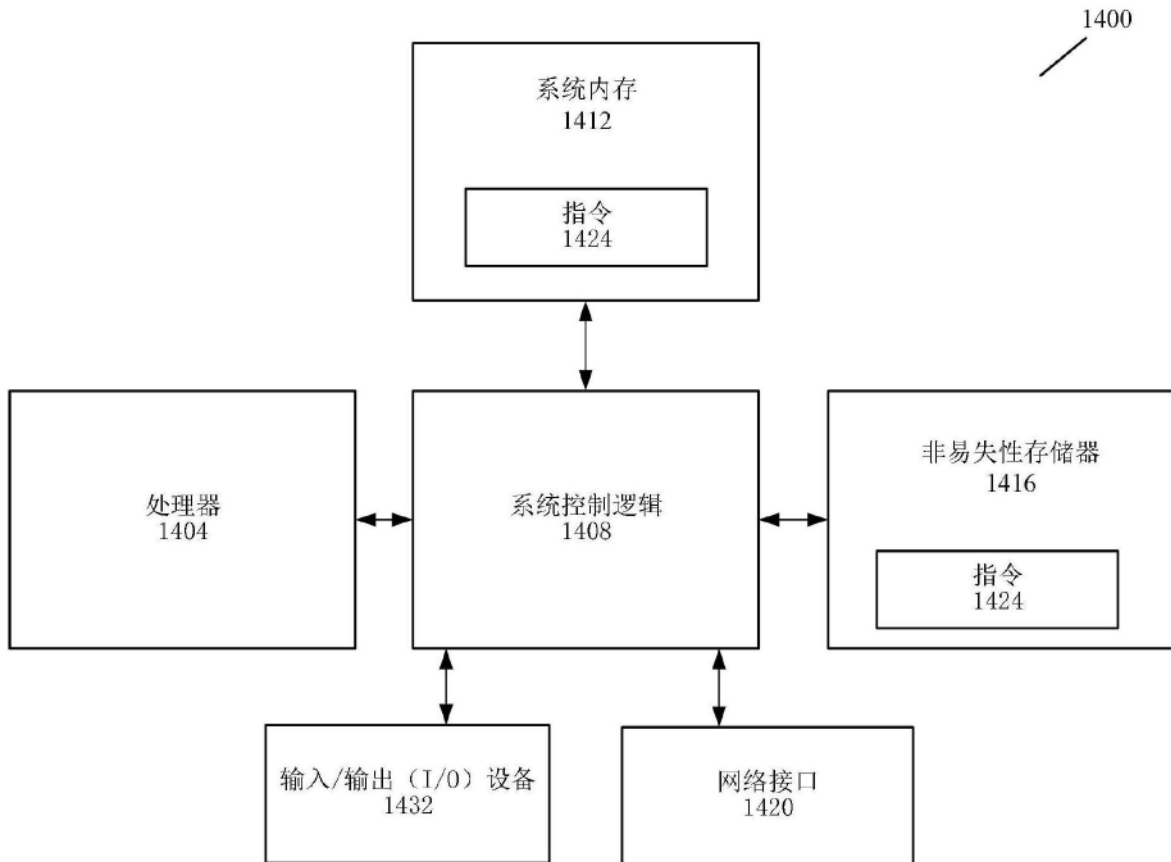 1400
系统内存
1412
指令
1424
处理器
1404
系统控制逻辑
1408
非易失性存储器
1416
指令
1424
输入/输出（I/O）设备
1432
网络接口
1420